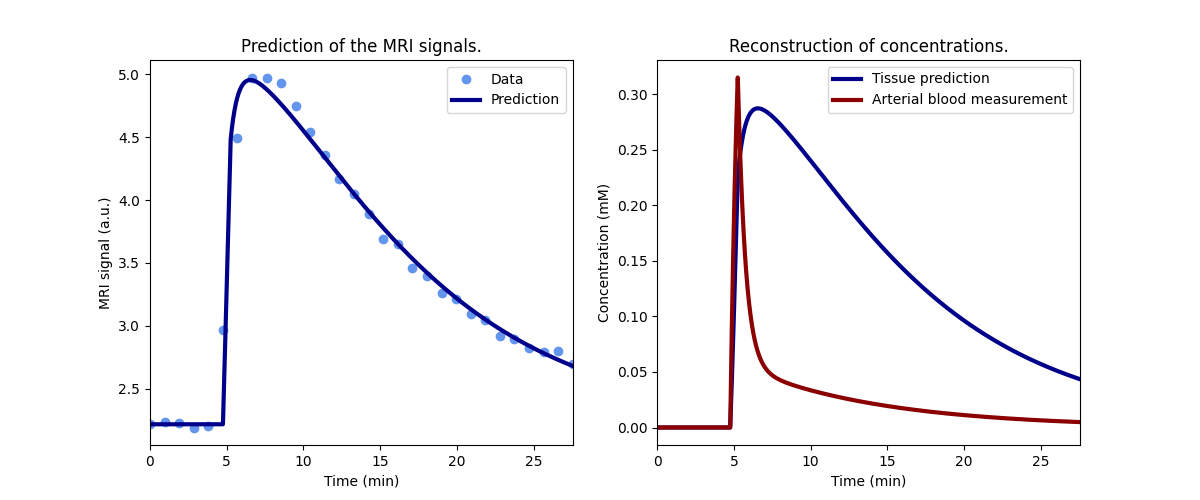 Prediction of the MRI signals.
Data
Prediction
MRI signal (a.u.)
5.0
4.5
4.0
3.5
3.0
2.5
0
5
10
15
20
25
Time (min)
Reconstruction of concentrations.
Tissue prediction
Arterial blood measurement
Concentration (mM)
0.30
0.25
0.20
0.15
0.10
0.05
0.00
0
5
10
15
20
25
Time (min)